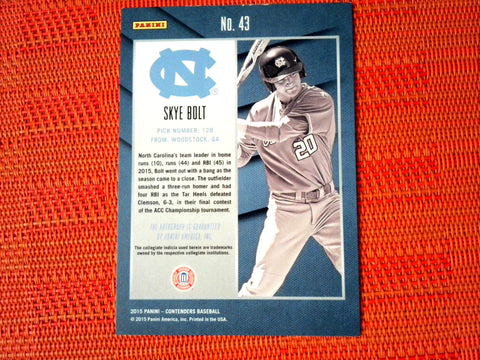 PANINI
No. 43
NC
®
SKYE BOLT
PICK NUMBER: 128
FROM: WOODSTOCK, GA
North Carolina's team leader in home
runs (10), runs (44) and RBI (45) in
2015, Bolt went out with a bang as the
season came to a close. The outfielder
smashed a three-run homer and had
four RBI as the Tar Heels defeated
Clemson, 6-3, in their final contest
of the ACC Championship tournament.
THE AUTOGRAPH IS GUARANTEED
BY PANINI AMERICA, INC.
The collegiate indicia used herein are trademarks
owned by the respective collegiate institutions.
20
2015 PANINI – CONTENDERS BASEBALL
© 2015 Panini America, Inc. Printed in the USA.